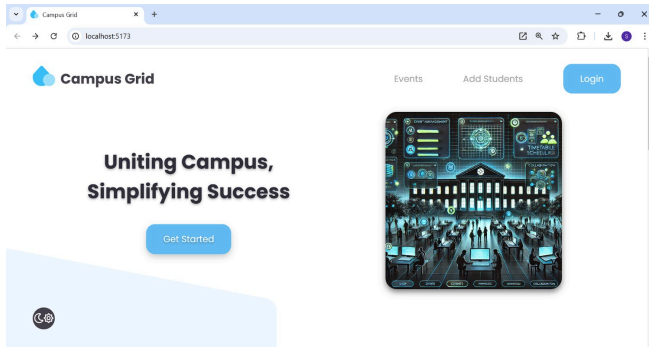 Campus Grid
localhost:5173
S
Campus Grid
Events
Add Students
Login
Uniting Campus,
Simplifying Success
Get Started
TIMETABLE